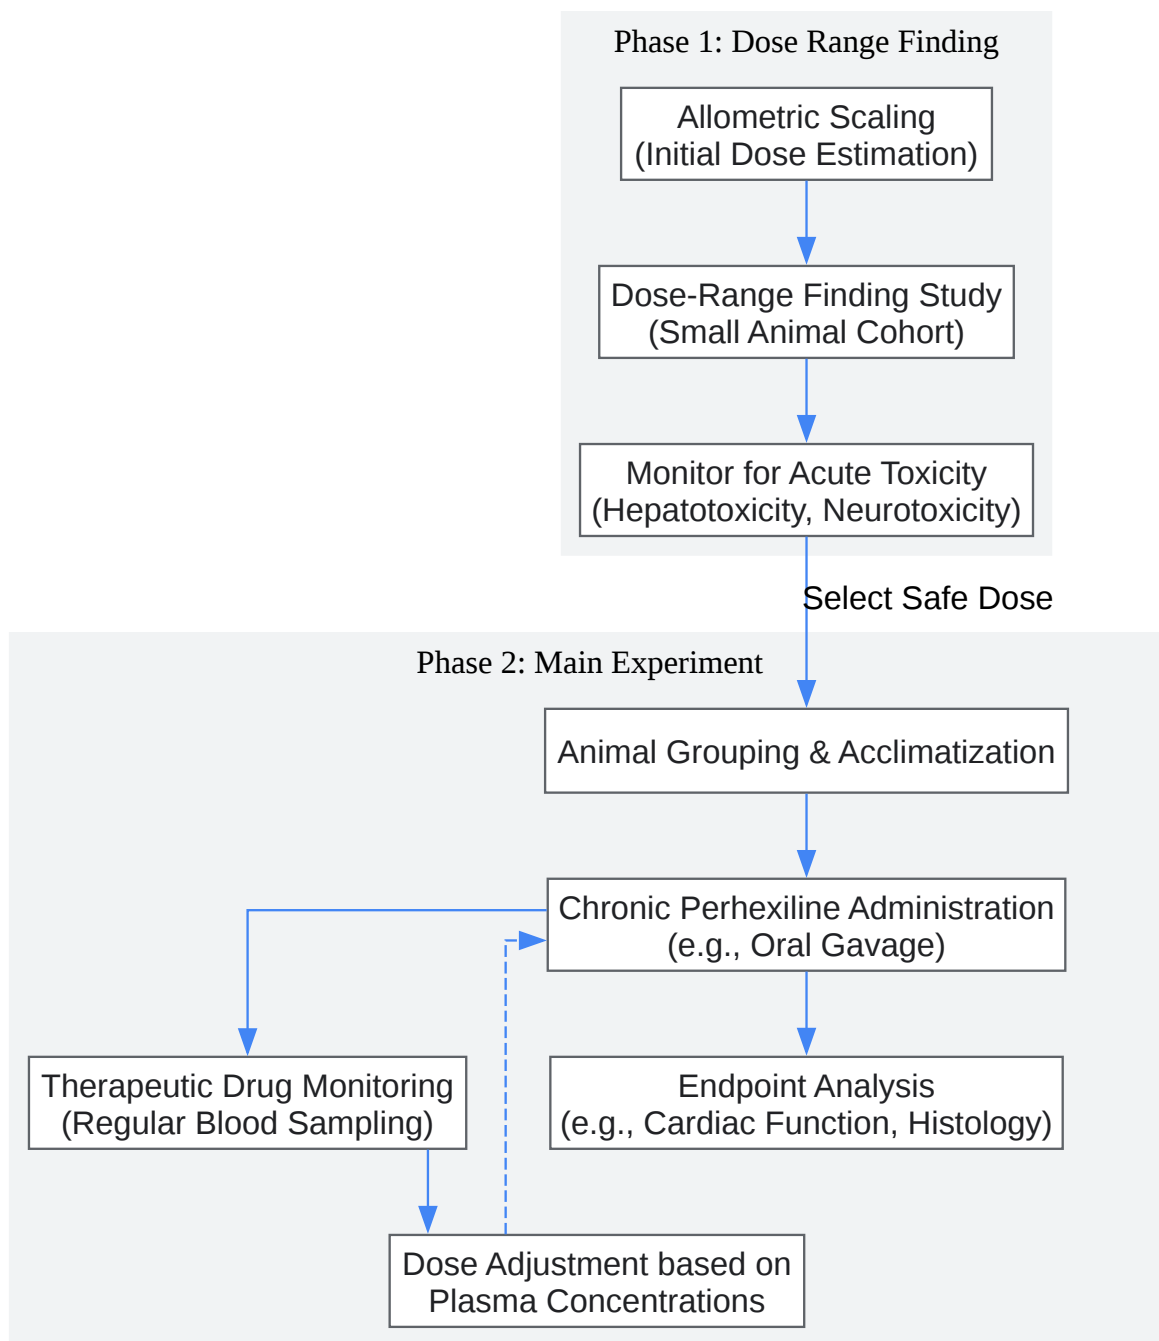 Phase 1: Dose Range Finding
Allometric Scaling
(Initial Dose Estimation)
Dose-Range Finding Study
(Small Animal Cohort)
Monitor for Acute Toxicity
(Hepatotoxicity, Neurotoxicity)
Select Safe Dose
Phase 2: Main Experiment
Animal Grouping & Acclimatization
Chronic Perhexiline Administration
(e.g., Oral Gavage)
Therapeutic Drug Monitoring
(Regular Blood Sampling)
Endpoint Analysis
(e.g., Cardiac Function, Histology)
Dose Adjustment based on
Plasma Concentrations